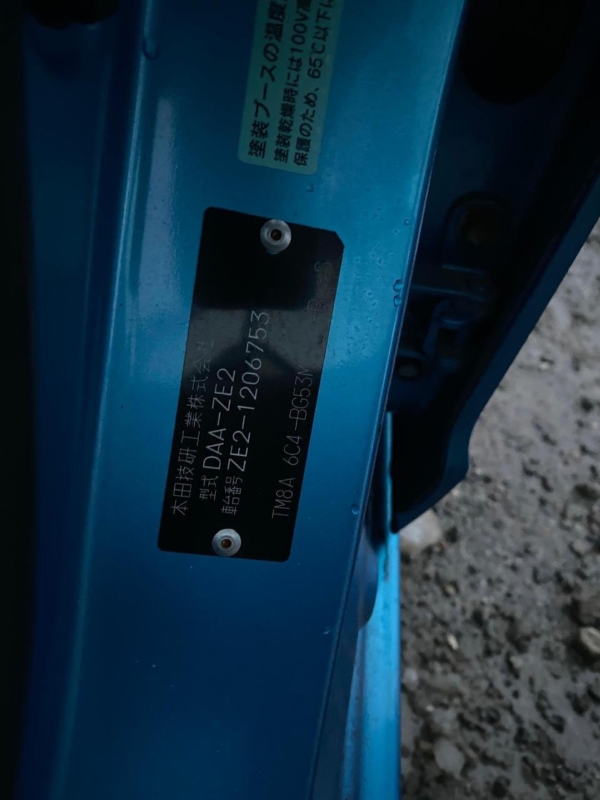 塗装ブースの温度
塗装乾燥時には100V
保護のため、65℃以下に
本田技研工業株式会社
型式 DAA-ZE2
車台番号 ZE2-1206753
TM8A 6C4-BG53M